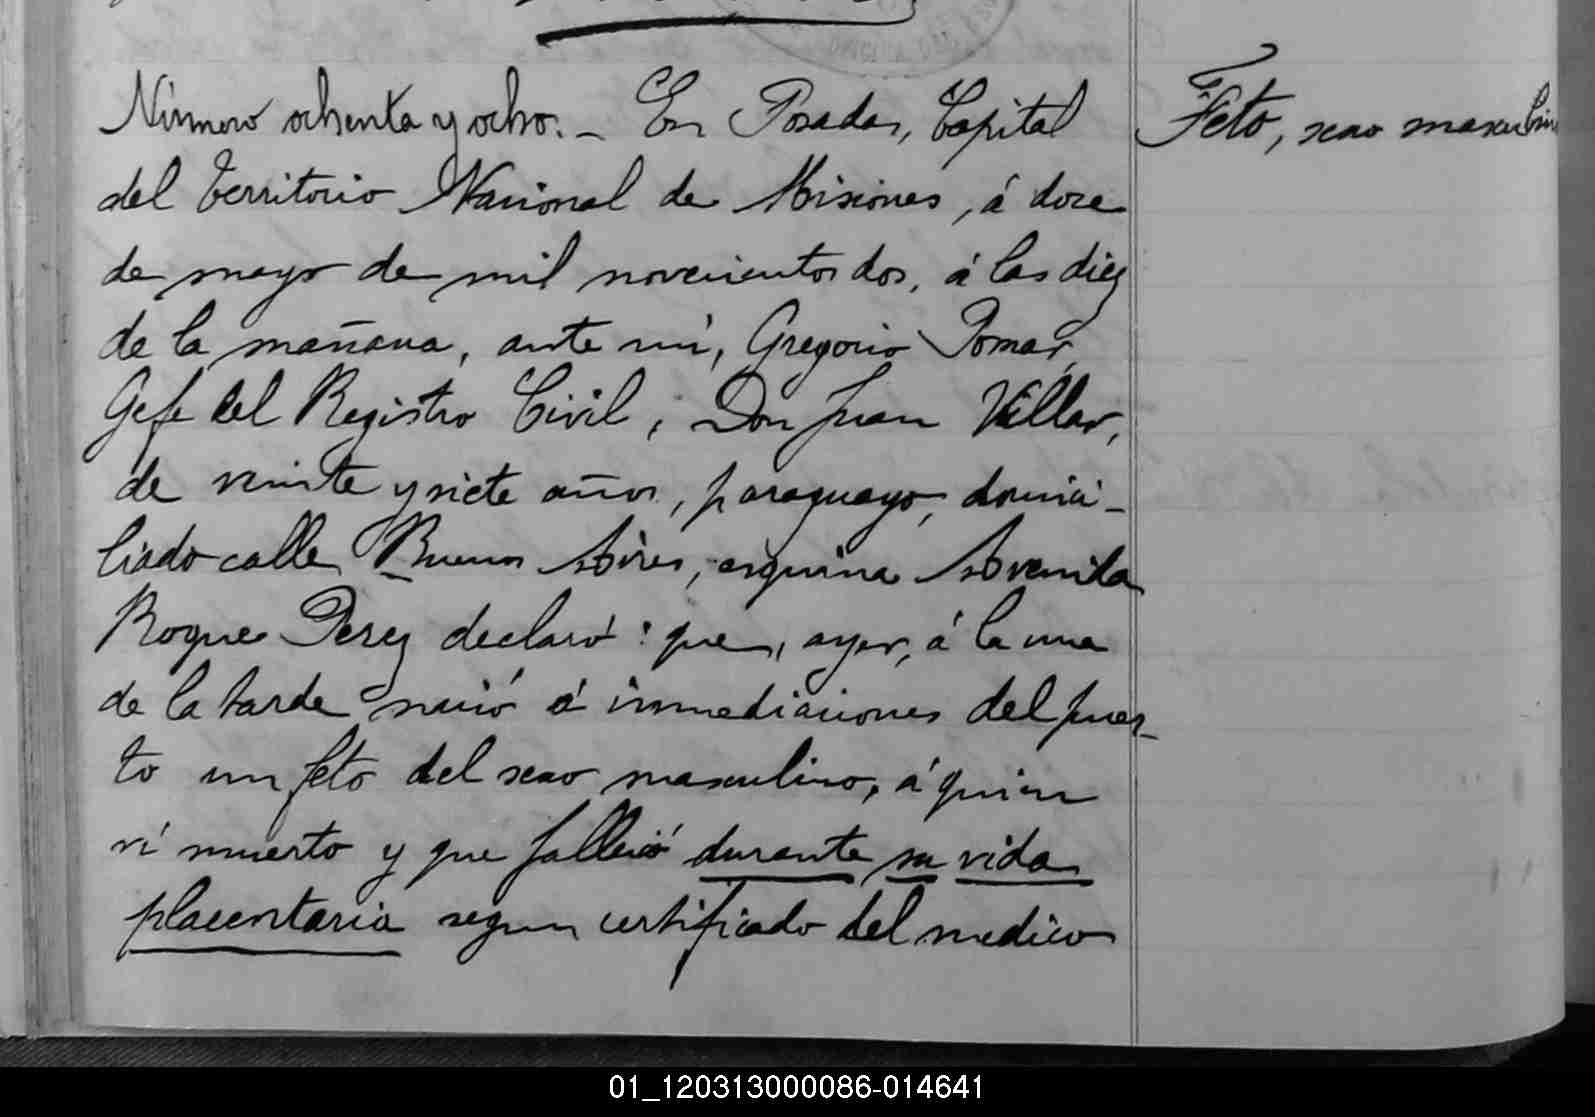 Número ochenta y ocho. – En Posadas, Capital
del Territorio Nacional de Misiones, á doce
de mayo de mil novecientos dos, á las diez
de la mañana, ante mí, Gregorio Pomar,
Gefe del Registro Civil, Don Juan Villar,
de veinte y siete años, paraguayo, domici-
liado calle Buenos Aires, esquina Avenida
Roque Perez declaró: que, ayer, á la una
de la tarde nació á inmediaciones del puer-
to un feto del sexo masculino, á quien
ví muerto y que falleció durante su vida
placentaria segun certificado del medico
Feto, sexo masculino
01_120313000086-014641